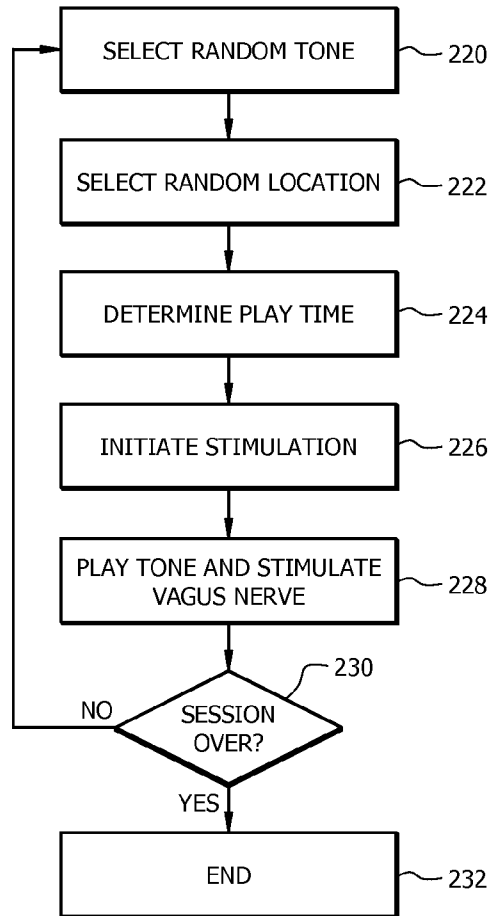 SELECT RANDOM TONE
220
SELECT RANDOM LOCATION
222
DETERMINE PLAY TIME
224
INITIATE STIMULATION
226
PLAY TONE AND STIMULATE
VAGUS NERVE
228
230
NO
SESSION
OVER?
YES
END
232